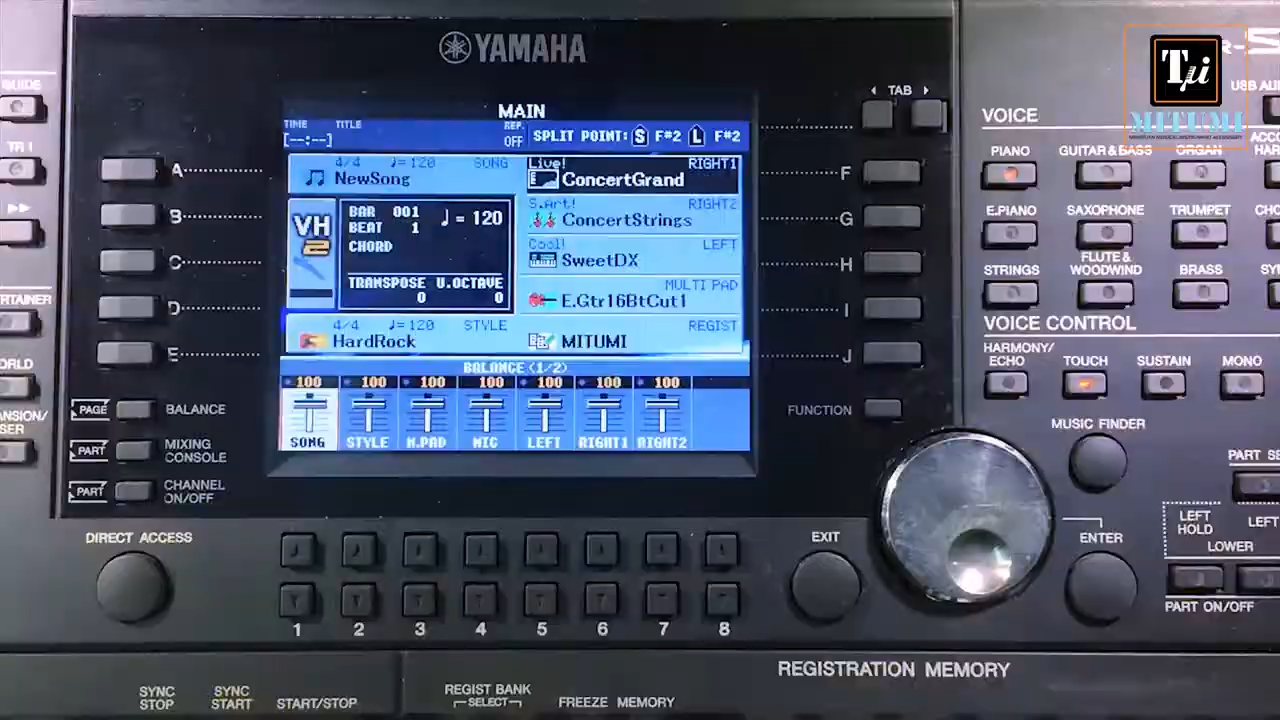 YAMAHA
MAIN
TIME TITLE
[--:--]
REP. OFF
SPLIT POINT: S F#2 L F#2
4/4 ♩=120 SONG
NewSong
Live! RIGHT1
ConcertGrand
S.Art! RIGHT2
ConcertStrings
Cool! LEFT
SweetDX
MULTI PAD
E.Gtr16BtCut1
REGIST
MITUMI
VH
2
BAR 001
BEAT 1
♩= 120
CHORD
TRANSPOSE U.OCTAVE
0 0
4/4 ♩=120 STYLE
HardRock
BALANCE (1/2)
100 100 100 100 100 100 100
SONG STYLE M.PAD MIC LEFT RIGHT1 RIGHT2
A
B
C
D
E
F
G
H
I
J
TAB
PAGE BALANCE
PART MIXING CONSOLE
PART CHANNEL ON/OFF
FUNCTION
DIRECT ACCESS
1 2 3 4 5 6 7 8
EXIT
ENTER
MUSIC FINDER
GUIDE
TR 1
VOICE
PIANO GUITAR & BASS ORGAN
E.PIANO SAXOPHONE TRUMPET
STRINGS FLUTE & WOODWIND BRASS
VOICE CONTROL
HARMONY/ECHO TOUCH SUSTAIN MONO
LEFT HOLD
LEFT
LOWER
PART ON/OFF
REGISTRATION MEMORY
SYNC STOP
SYNC START
START/STOP
REGIST BANK
SELECT
FREEZE MEMORY
Tμi
MITUMI